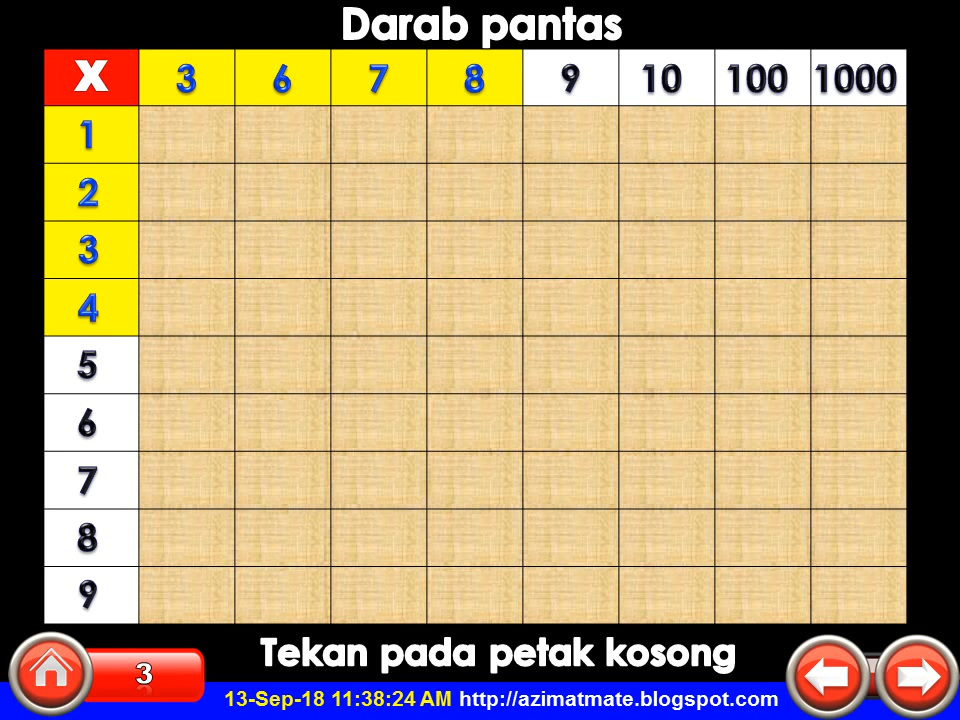 Darab pantas
X 3 6 7 8 9 10 100 1000
1
2
3
4
5
6
7
8
9
Tekan pada petak kosong
3
13-Sep-18 11:38:24 AM http://azimatmate.blogspot.com